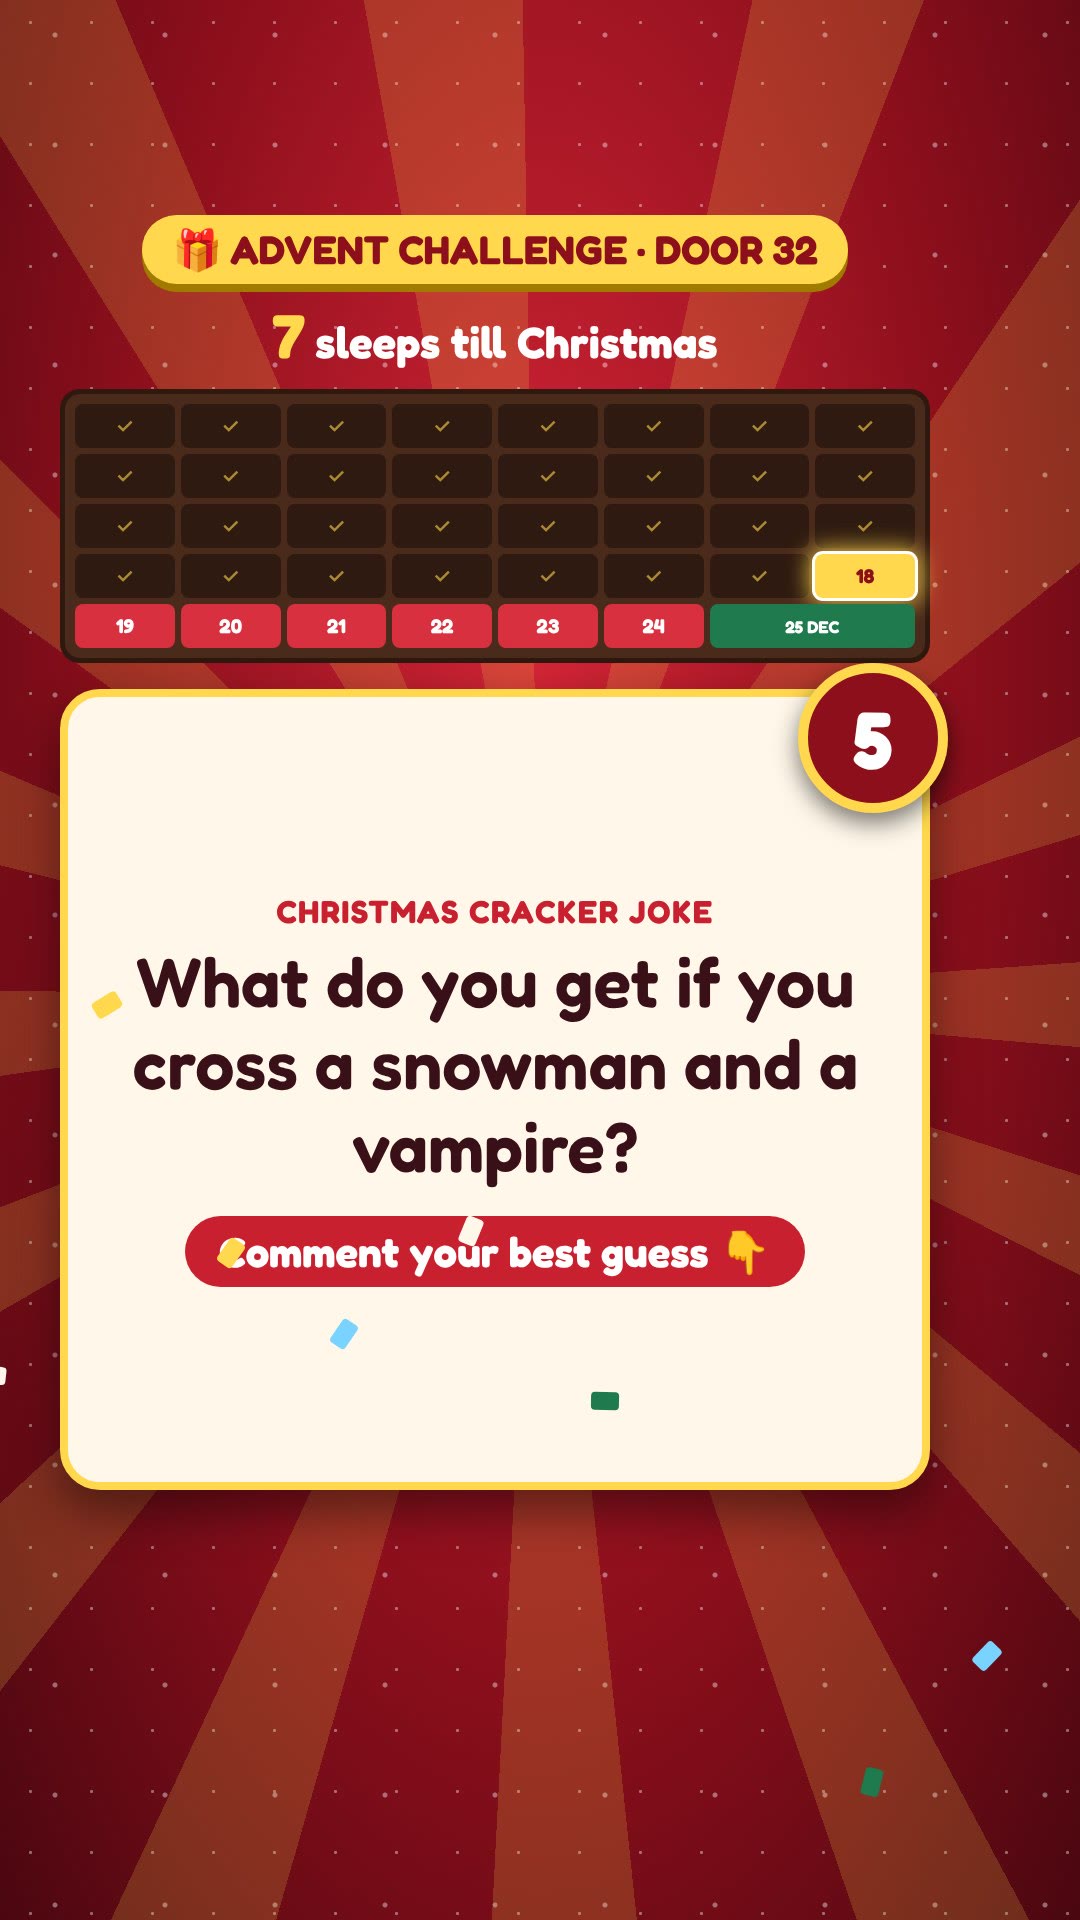 🎁 ADVENT CHALLENGE · DOOR 32
7 sleeps till Christmas
✓ ✓ ✓ ✓ ✓ ✓ ✓ ✓
✓ ✓ ✓ ✓ ✓ ✓ ✓ ✓
✓ ✓ ✓ ✓ ✓ ✓ ✓ ✓
✓ ✓ ✓ ✓ ✓ ✓ ✓ 18
19 20 21 22 23 24 25 DEC
5
CHRISTMAS CRACKER JOKE
What do you get if you
cross a snowman and a
vampire?
Comment your best guess 👇